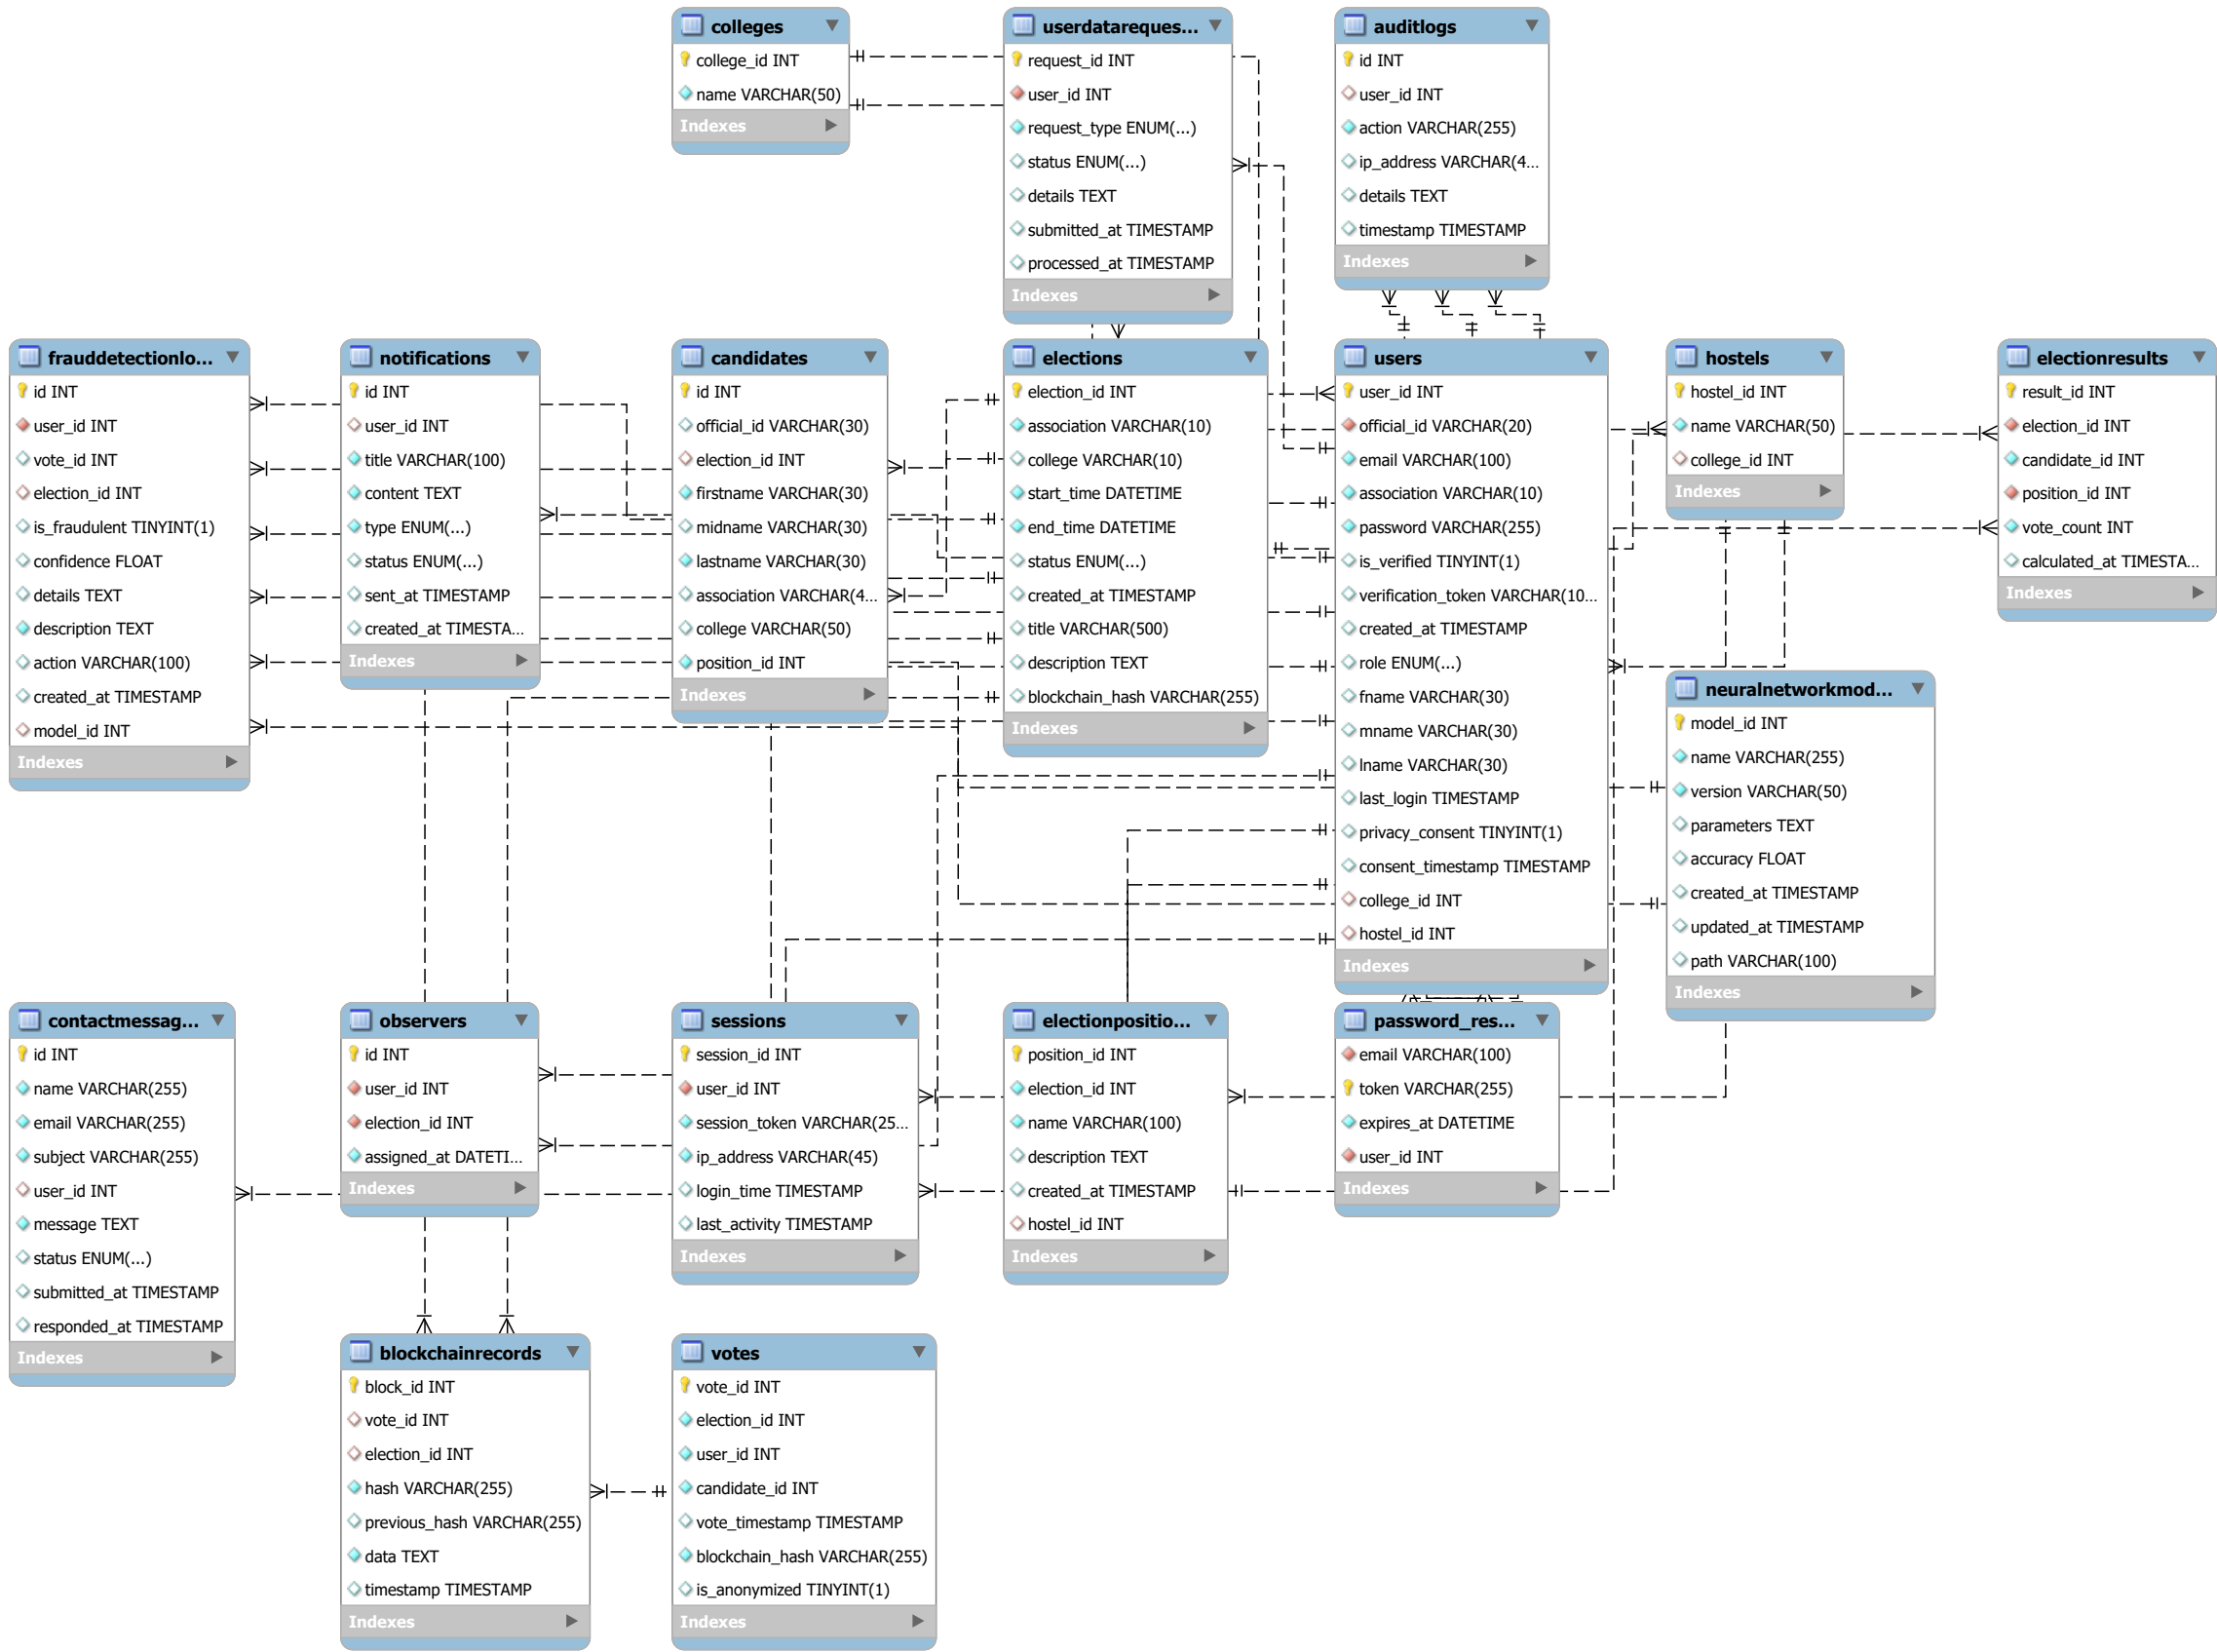 colleges
college_id INT
name VARCHAR(50)
Indexes
userdatareques...
request_id INT
user_id INT
request_type ENUM(...)
status ENUM(...)
details TEXT
submitted_at TIMESTAMP
processed_at TIMESTAMP
Indexes
auditlogs
id INT
user_id INT
action VARCHAR(255)
ip_address VARCHAR(4...
details TEXT
timestamp TIMESTAMP
Indexes
frauddetectionlo...
id INT
user_id INT
vote_id INT
election_id INT
is_fraudulent TINYINT(1)
confidence FLOAT
details TEXT
description TEXT
action VARCHAR(100)
created_at TIMESTAMP
model_id INT
Indexes
notifications
id INT
user_id INT
title VARCHAR(100)
content TEXT
type ENUM(...)
status ENUM(...)
sent_at TIMESTAMP
created_at TIMESTA...
Indexes
candidates
id INT
official_id VARCHAR(30)
election_id INT
firstname VARCHAR(30)
midname VARCHAR(30)
lastname VARCHAR(30)
association VARCHAR(4...
college VARCHAR(50)
position_id INT
Indexes
elections
election_id INT
association VARCHAR(10)
college VARCHAR(10)
start_time DATETIME
end_time DATETIME
status ENUM(...)
created_at TIMESTAMP
title VARCHAR(500)
description TEXT
blockchain_hash VARCHAR(255)
Indexes
users
user_id INT
official_id VARCHAR(20)
email VARCHAR(100)
association VARCHAR(10)
password VARCHAR(255)
is_verified TINYINT(1)
verification_token VARCHAR(10...
created_at TIMESTAMP
role ENUM(...)
fname VARCHAR(30)
mname VARCHAR(30)
lname VARCHAR(30)
last_login TIMESTAMP
privacy_consent TINYINT(1)
consent_timestamp TIMESTAMP
college_id INT
hostel_id INT
Indexes
hostels
hostel_id INT
name VARCHAR(50)
college_id INT
Indexes
electionresults
result_id INT
election_id INT
candidate_id INT
position_id INT
vote_count INT
calculated_at TIMESTA...
Indexes
neuralnetworkmod...
model_id INT
name VARCHAR(255)
version VARCHAR(50)
parameters TEXT
accuracy FLOAT
created_at TIMESTAMP
updated_at TIMESTAMP
path VARCHAR(100)
Indexes
contactmessag...
id INT
name VARCHAR(255)
email VARCHAR(255)
subject VARCHAR(255)
user_id INT
message TEXT
status ENUM(...)
submitted_at TIMESTAMP
responded_at TIMESTAMP
Indexes
observers
id INT
user_id INT
election_id INT
assigned_at DATETI...
Indexes
sessions
session_id INT
user_id INT
session_token VARCHAR(25...
ip_address VARCHAR(45)
login_time TIMESTAMP
last_activity TIMESTAMP
Indexes
electionpositio...
position_id INT
election_id INT
name VARCHAR(100)
description TEXT
created_at TIMESTAMP
hostel_id INT
Indexes
password_res...
email VARCHAR(100)
token VARCHAR(255)
expires_at DATETIME
user_id INT
Indexes
blockchainrecords
block_id INT
vote_id INT
election_id INT
hash VARCHAR(255)
previous_hash VARCHAR(255)
data TEXT
timestamp TIMESTAMP
Indexes
votes
vote_id INT
election_id INT
user_id INT
candidate_id INT
vote_timestamp TIMESTAMP
blockchain_hash VARCHAR(255)
is_anonymized TINYINT(1)
Indexes